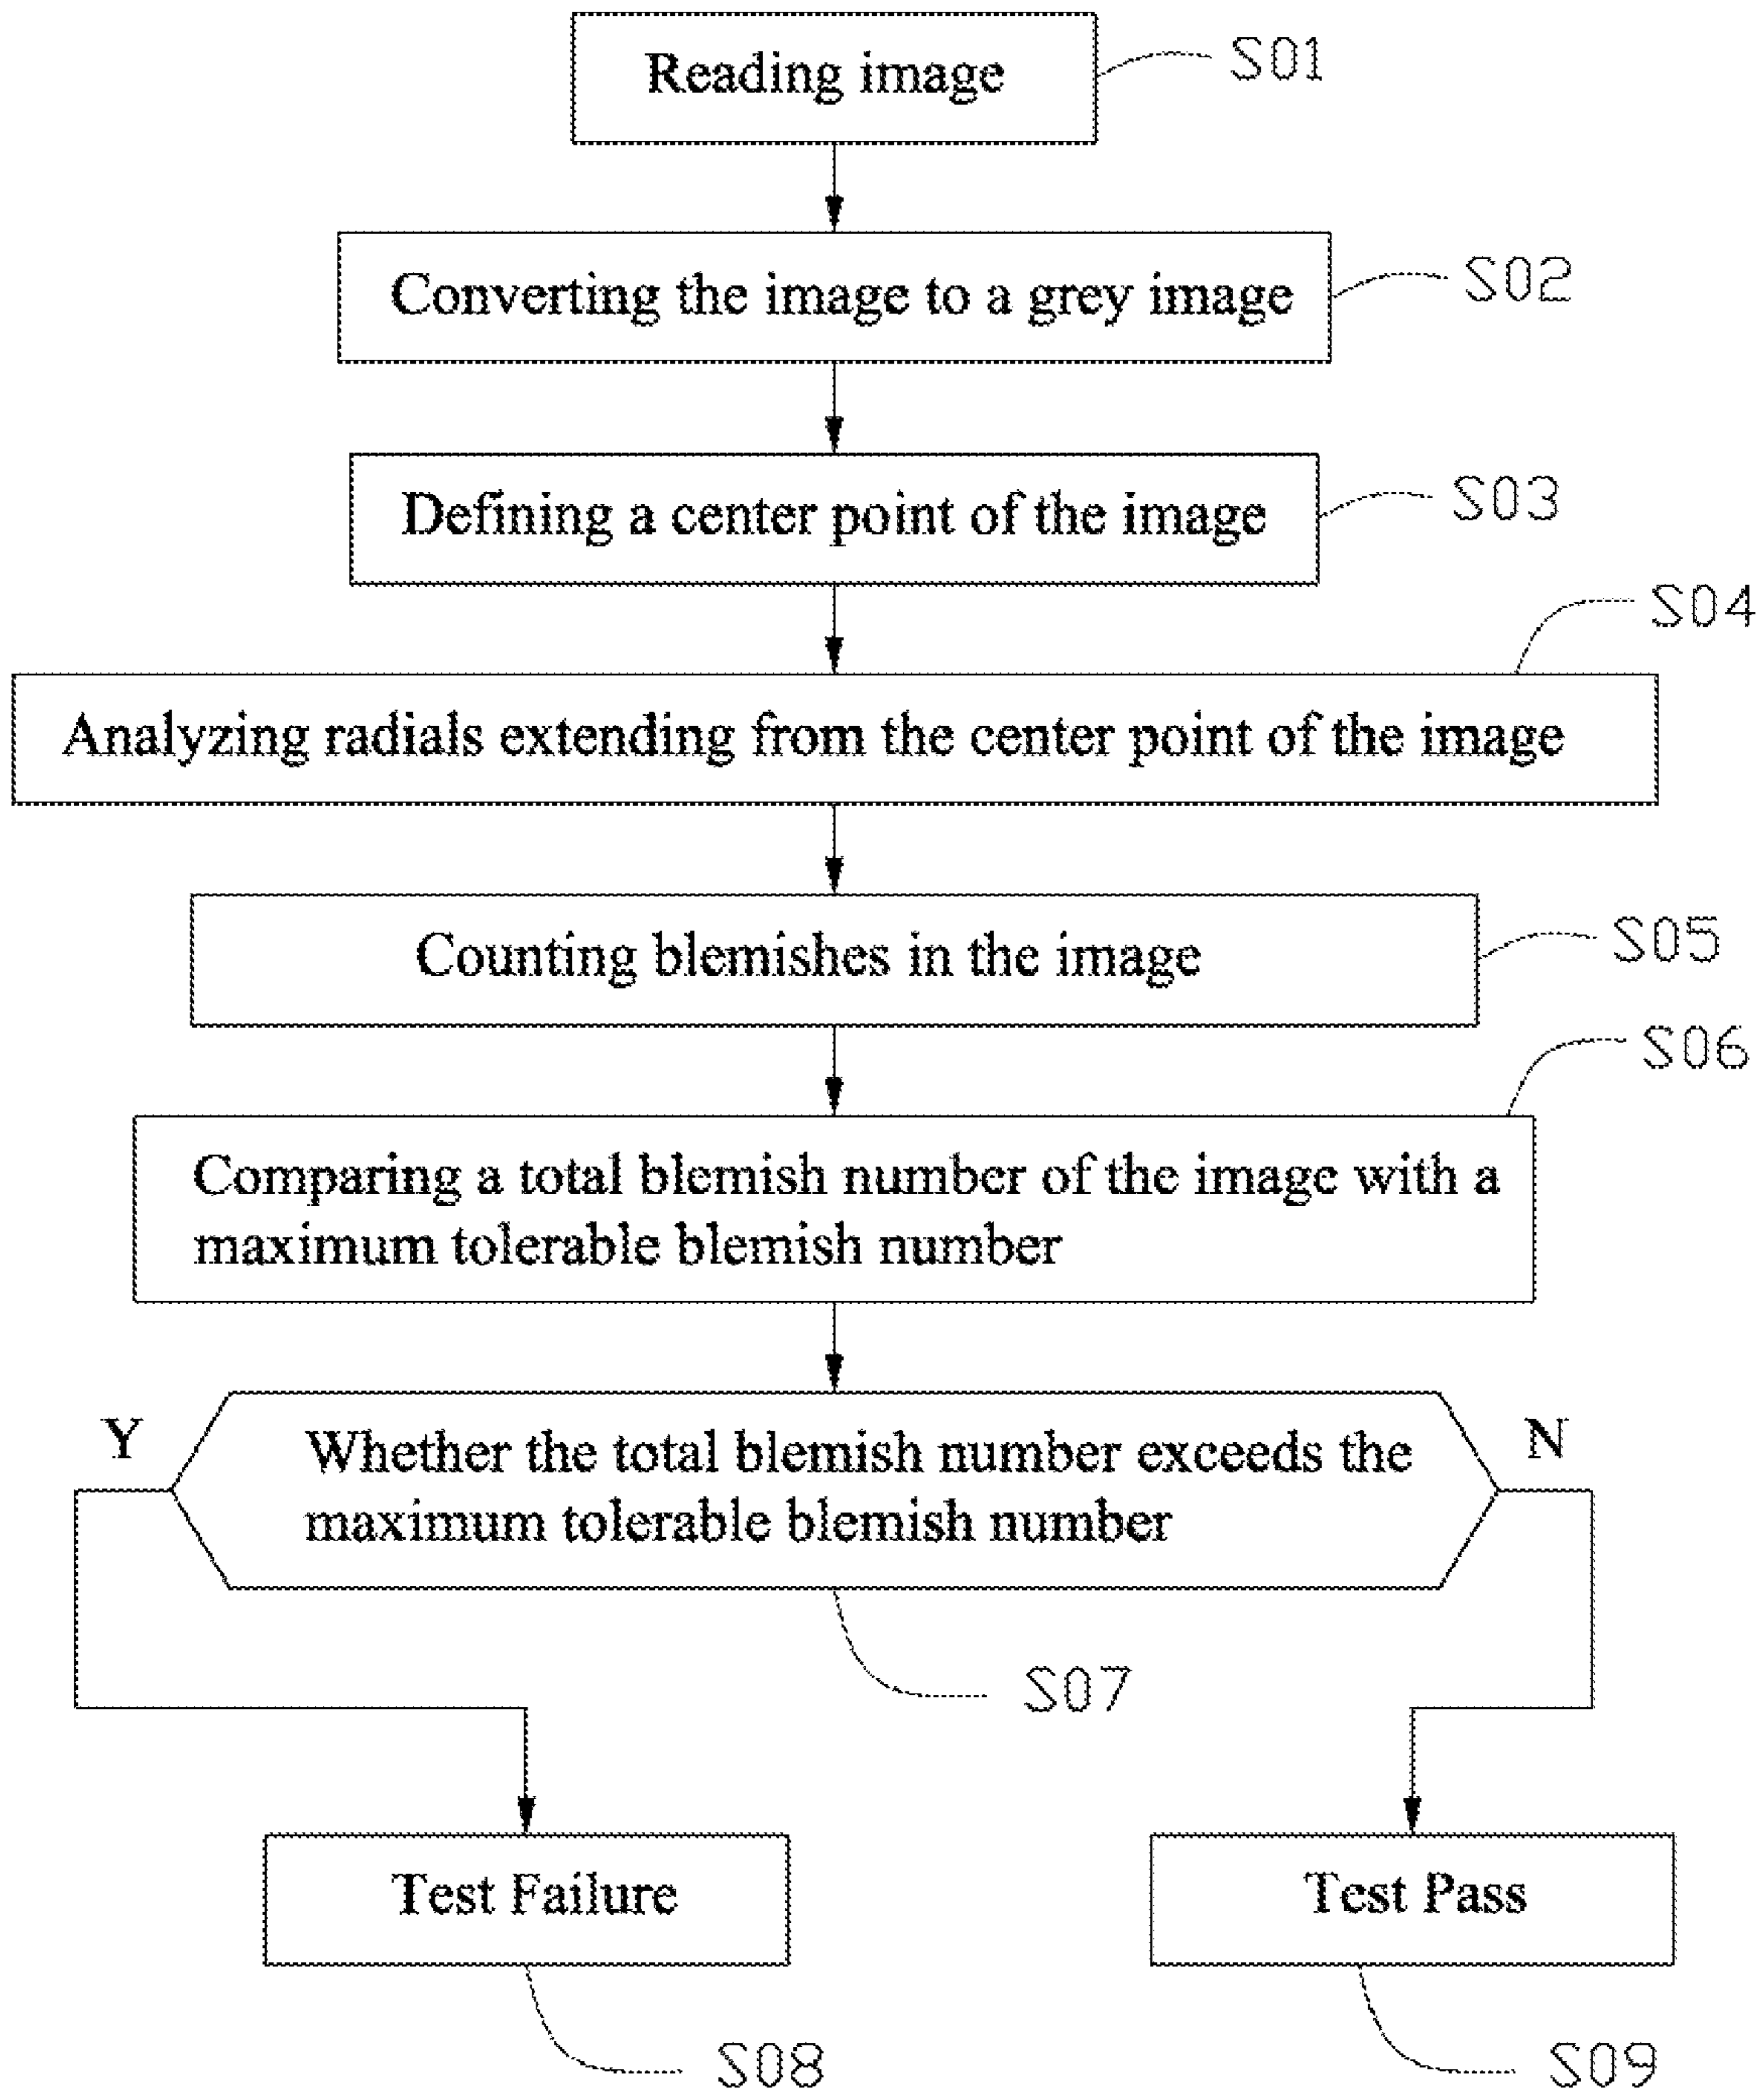 Reading image
S01
Converting the image to a grey image
S02
Defining a center point of the image
S03
S04
Analyzing radials extending from the center point of the image
Counting blemishes in the image
S05
S06
Comparing a total blemish number of the image with a
maximum tolerable blemish number
Y
Whether the total blemish number exceeds the
maximum tolerable blemish number
N
S07
Test Failure
Test Pass
S08
S09